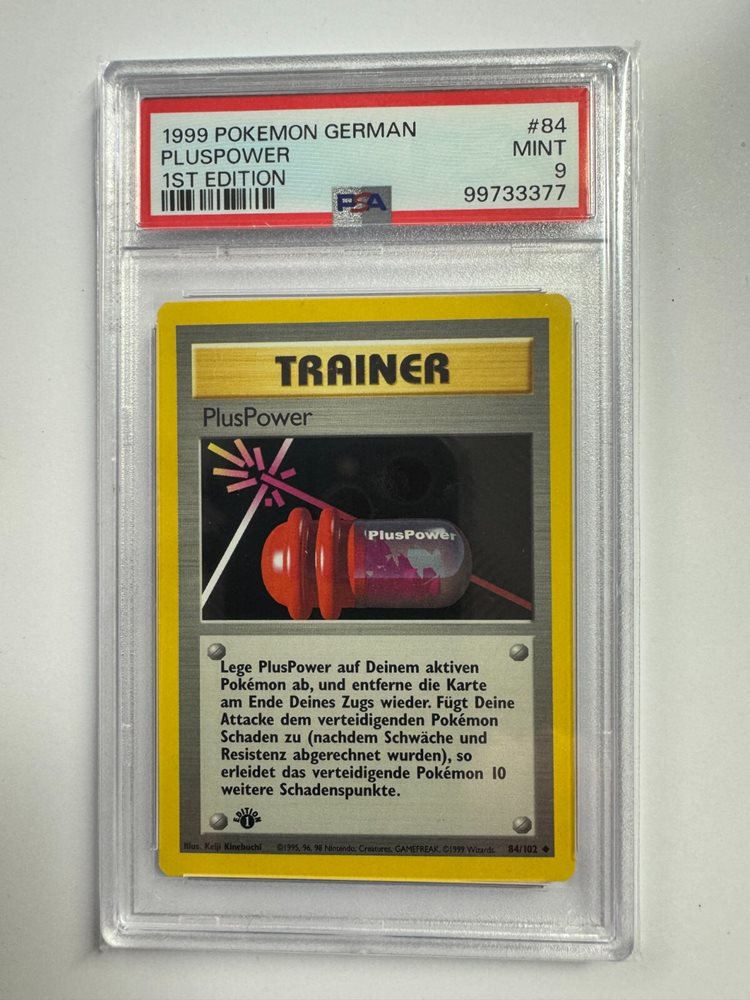 1999 POKEMON GERMAN #84
PLUSPOWER MINT
1ST EDITION 9
PSA 99733377
TRAINER
PlusPower
PlusPower
Lege PlusPower auf Deinem aktiven
Pokémon ab, und entferne die Karte
am Ende Deines Zugs wieder. Fügt Deine
Attacke dem verteidigenden Pokémon
Schaden zu (nachdem Schwäche und
Resistenz abgerechnet wurden), so
erleidet das verteidigende Pokémon 10
weitere Schadenspunkte.
EDITION 1
Illus. Keiji Kinebuchi ©1995, 96, 98 Nintendo, Creatures, GAMEFREAK. ©1999 Wizards. 84/102